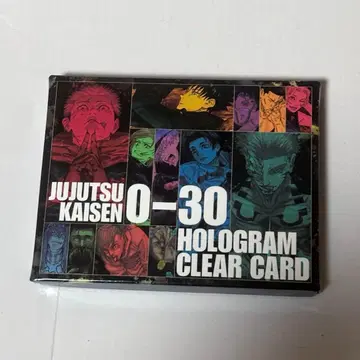 JUJUTSU
KAISEN 0-30
HOLOGRAM
CLEAR CARD